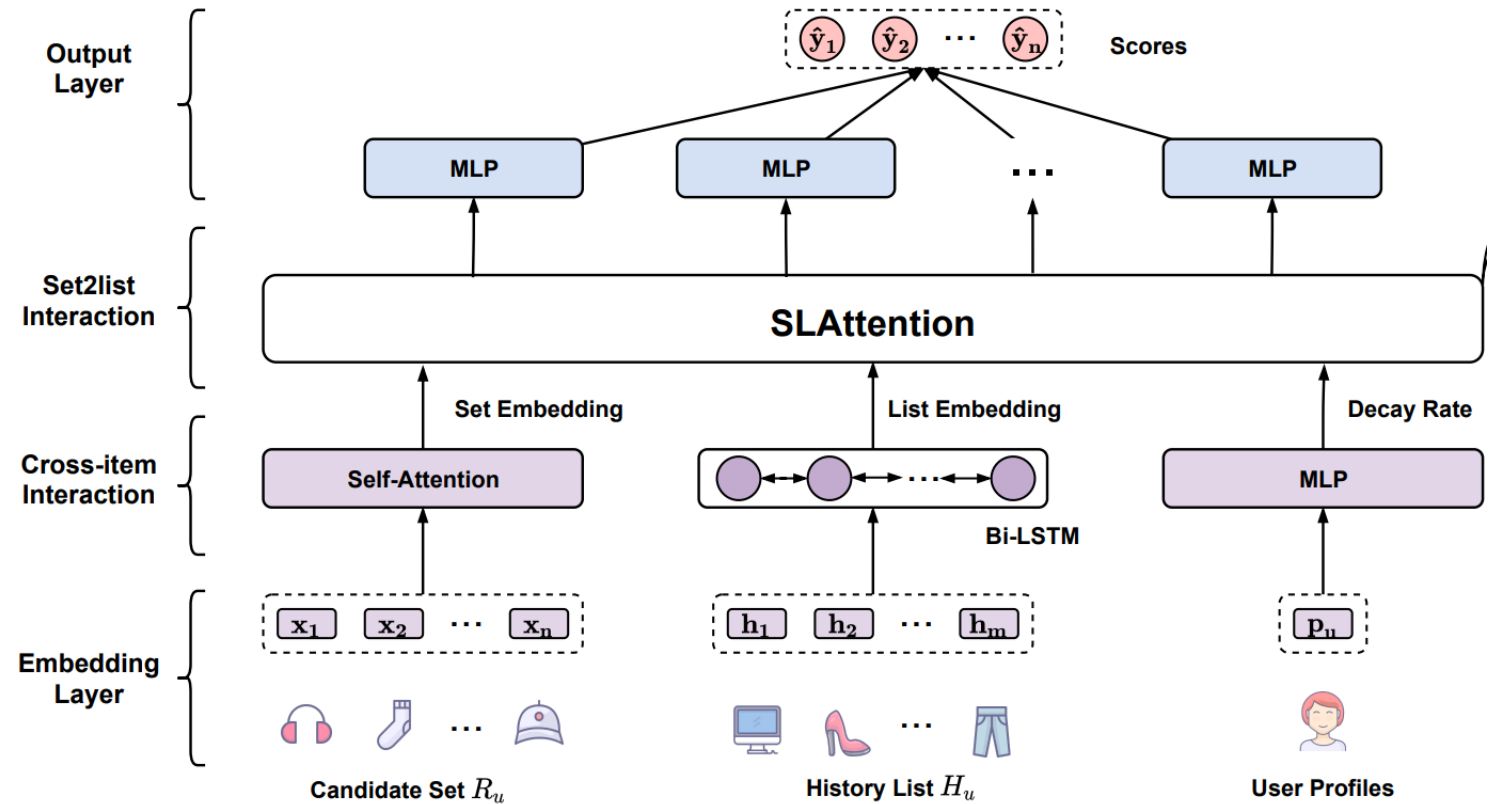 Output
Layer
ŷ₁ ŷ₂ ... ŷₙ
Scores
MLP
MLP
...
MLP
Set2list
Interaction
SLAttention
Set Embedding
List Embedding
Decay Rate
Cross-item
Interaction
Self-Attention
...
MLP
Bi-LSTM
Embedding
Layer
x₁ x₂ ... xₙ
h₁ h₂ ... hₘ
pᵤ
...
...
Candidate Set Rᵤ
History List Hᵤ
User Profiles